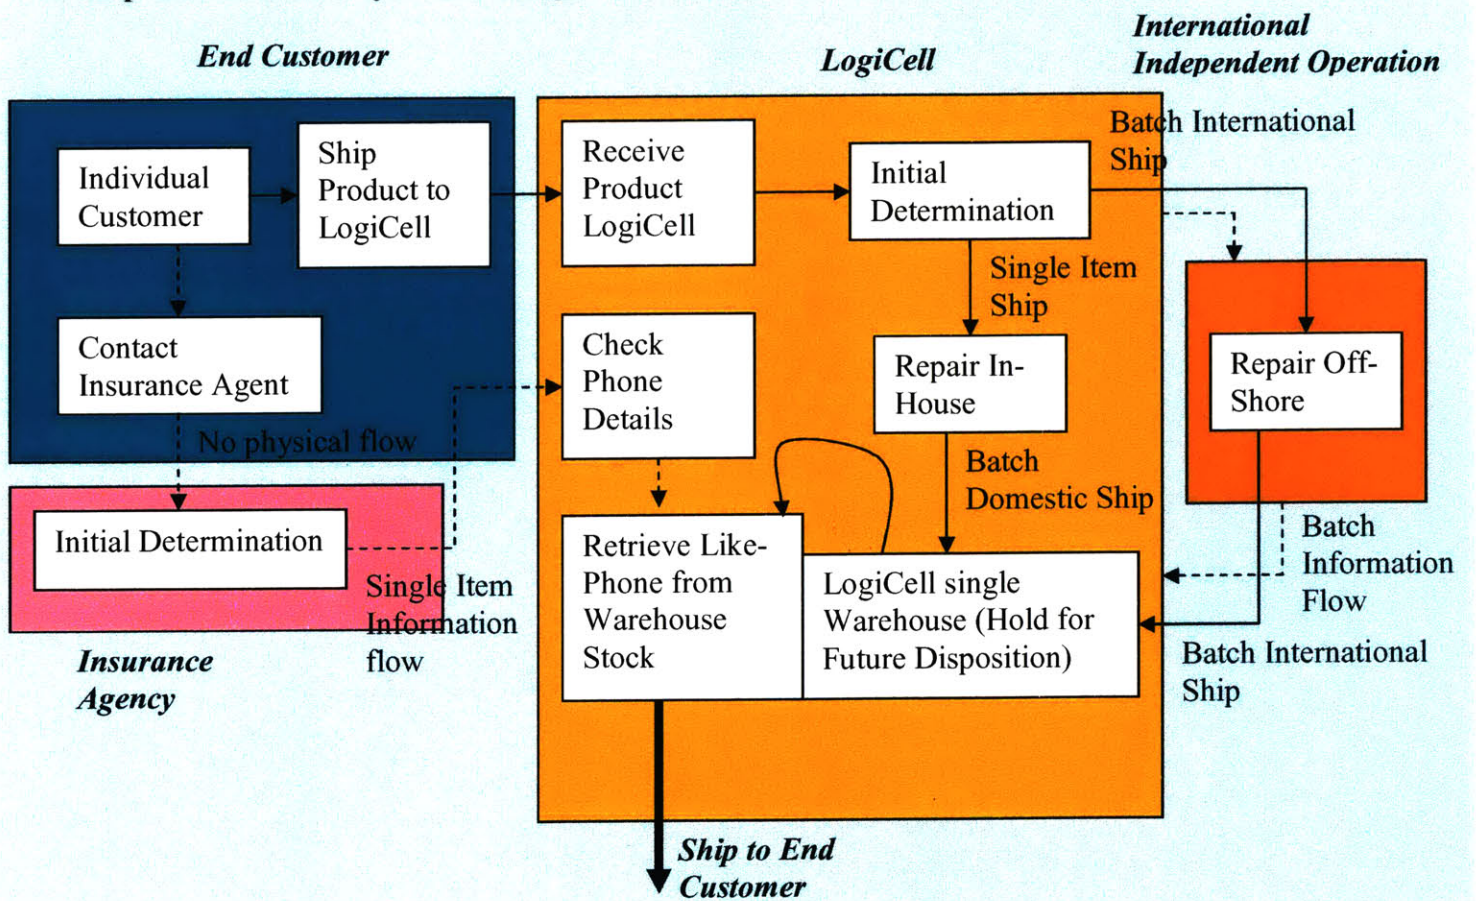 End Customer
LogiCell
International
Independent Operation
Individual
Customer
Ship
Product to
LogiCell
Receive
Product
LogiCell
Initial
Determination
Batch International
Ship
Single Item
Ship
Contact
Insurance Agent
No physical flow
Check
Phone
Details
Repair In-
House
Repair Off-
Shore
Batch
Domestic Ship
Initial Determination
Single Item
Information
flow
Insurance
Agency
Retrieve Like-
Phone from
Warehouse
Stock
LogiCell single
Warehouse (Hold for
Future Disposition)
Batch
Information
Flow
Batch International
Ship
Ship to End
Customer